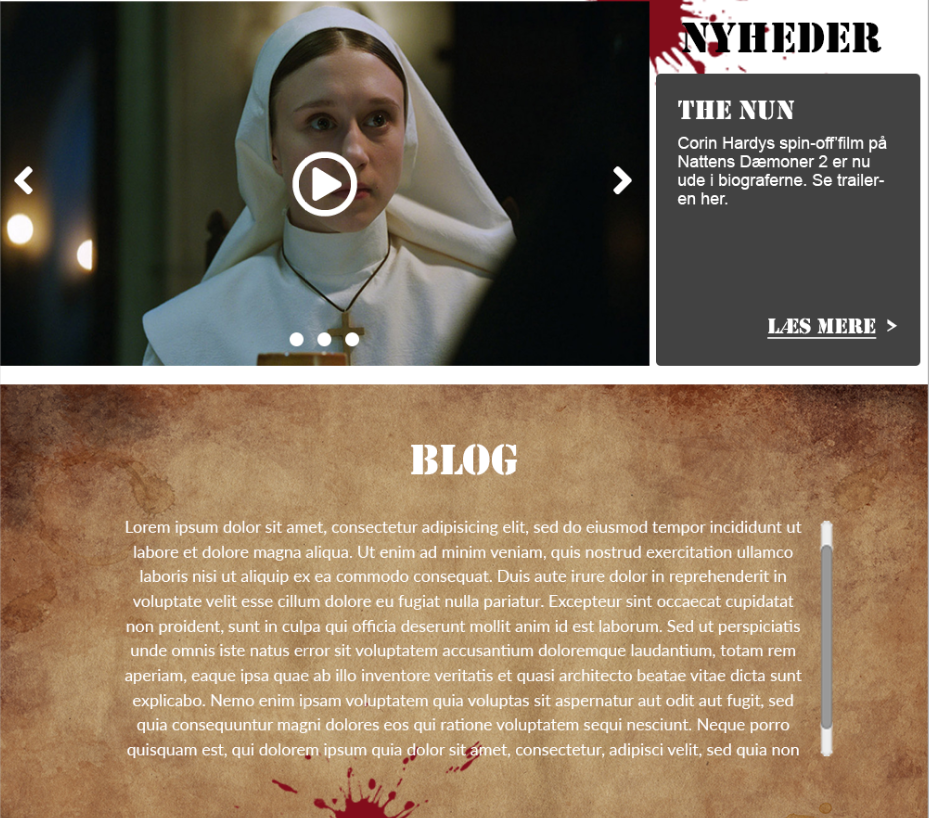 NYHEDER
THE NUN
Corin Hardys spin-off'film på
Nattens Dæmoner 2 er nu
ude i biograferne. Se trailer-
en her.
LÆS MERE >
BLOG
Lorem ipsum dolor sit amet, consectetur adipisicing elit, sed do eiusmod tempor incididunt ut
labore et dolore magna aliqua. Ut enim ad minim veniam, quis nostrud exercitation ullamco
laboris nisi ut aliquip ex ea commodo consequat. Duis aute irure dolor in reprehenderit in
voluptate velit esse cillum dolore eu fugiat nulla pariatur. Excepteur sint occaecat cupidatat
non proident, sunt in culpa qui officia deserunt mollit anim id est laborum. Sed ut perspiciatis
unde omnis iste natus error sit voluptatem accusantium doloremque laudantium, totam rem
aperiam, eaque ipsa quae ab illo inventore veritatis et quasi architecto beatae vitae dicta sunt
explicabo. Nemo enim ipsam voluptatem quia voluptas sit aspernatur aut odit aut fugit, sed
quia consequuntur magni dolores eos qui ratione voluptatem sequi nesciunt. Neque porro
quisquam est, qui dolorem ipsum quia dolor sit amet, consectetur, adipisci velit, sed quia non